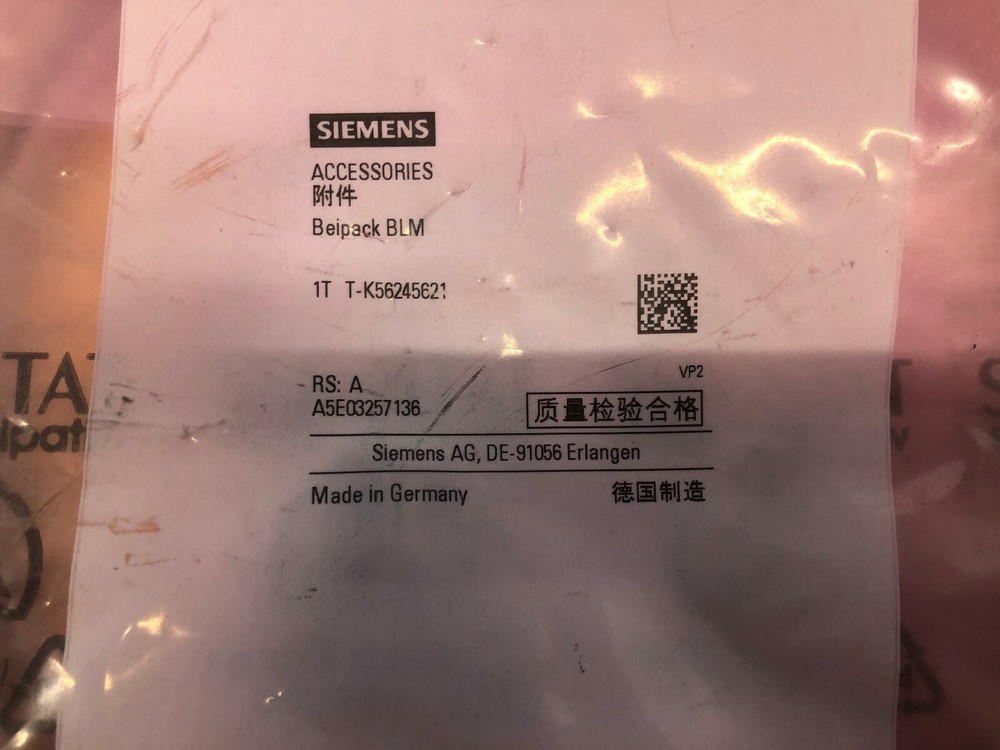 SIEMENS
ACCESSORIES
附件
Beipack BLM
1T T-K56245621
VP2
RS: A
A5E03257136
质量检验合格
Siemens AG, DE-91056 Erlangen
Made in Germany
德国制造